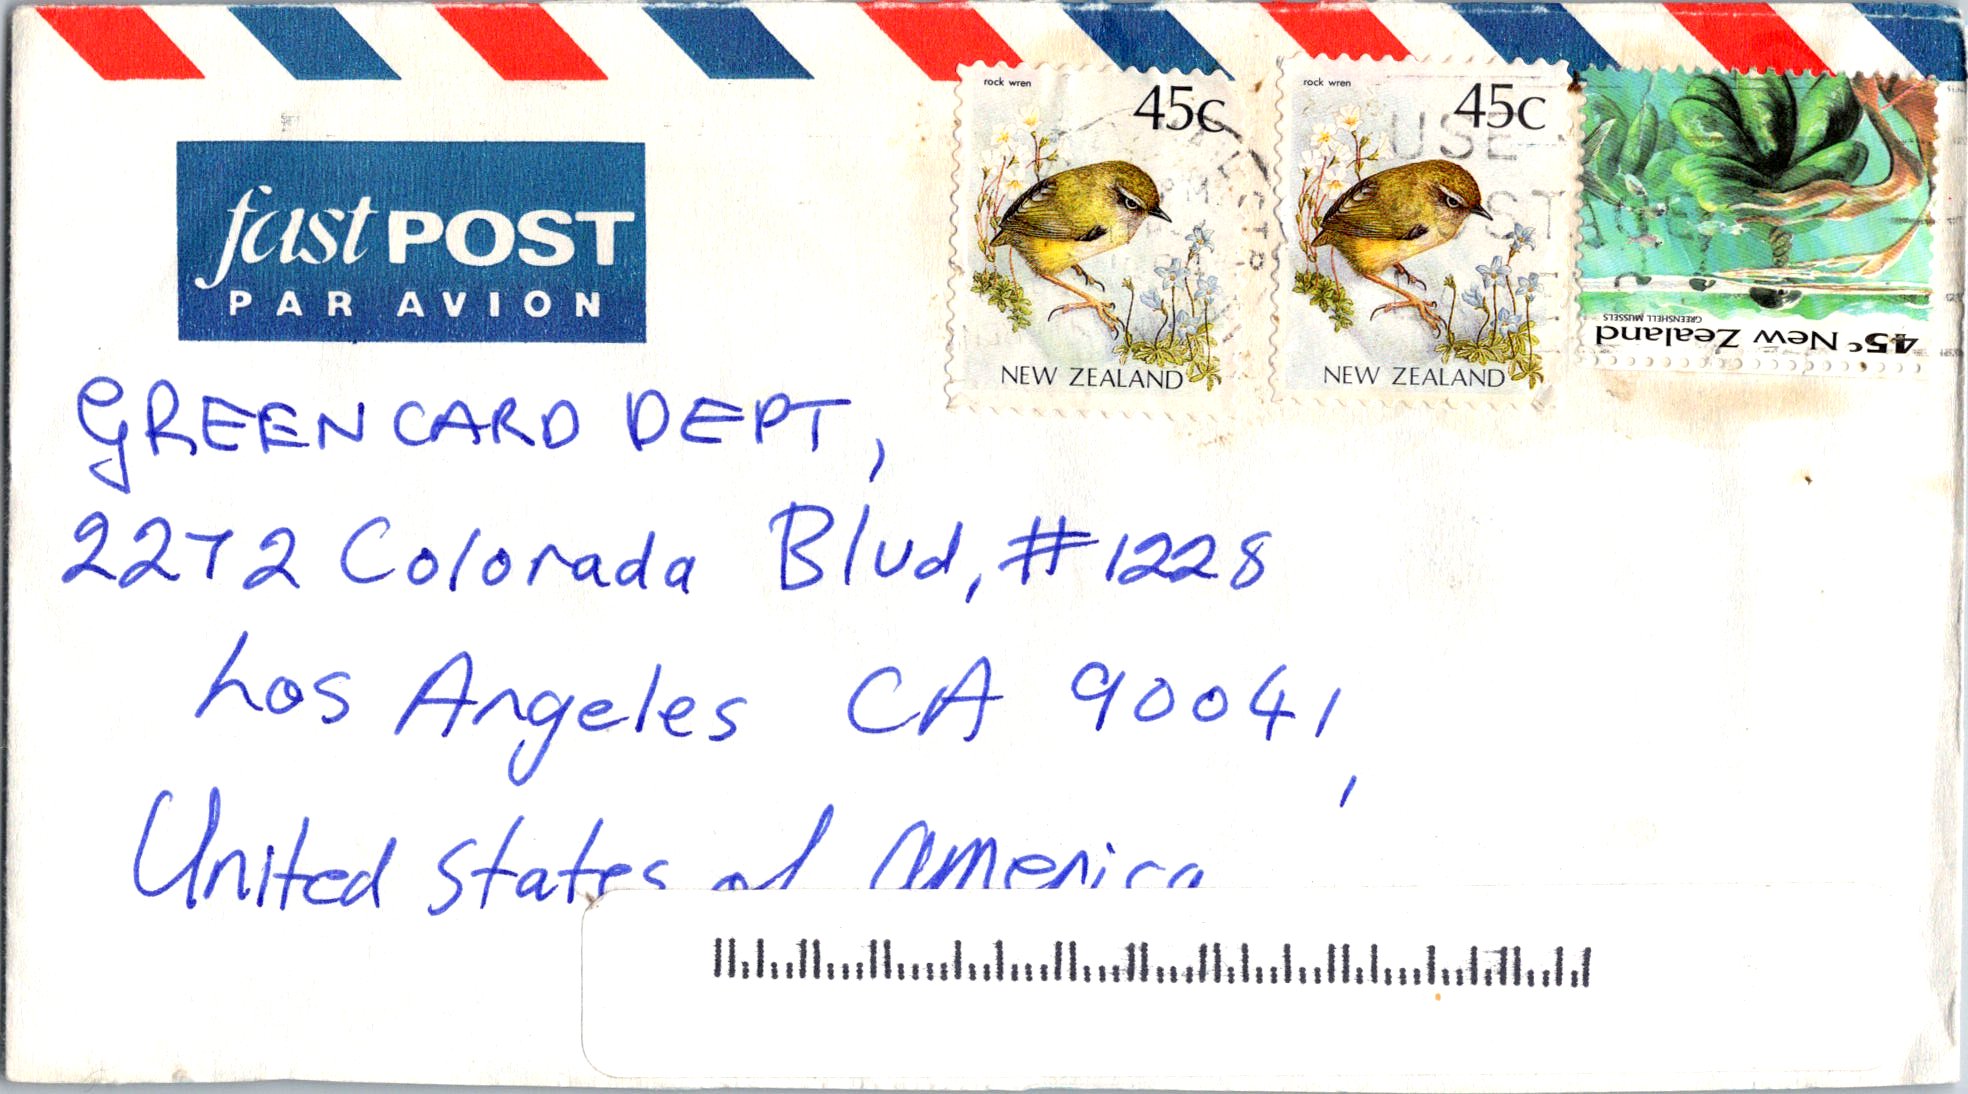 rock wren
45c
NEW ZEALAND
rock wren
45c
NEW ZEALAND
USE
45c New Zealand
GREENSHELL MUSSELS
fast POST
PAR AVION
GREEN CARD DEPT,
2272 Colorada Blvd, #1228
Los Angeles CA 90041,
United States of America